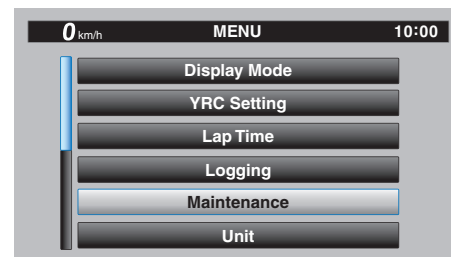 0 km/h MENU 10:00
Display Mode
YRC Setting
Lap Time
Logging
Maintenance
Unit